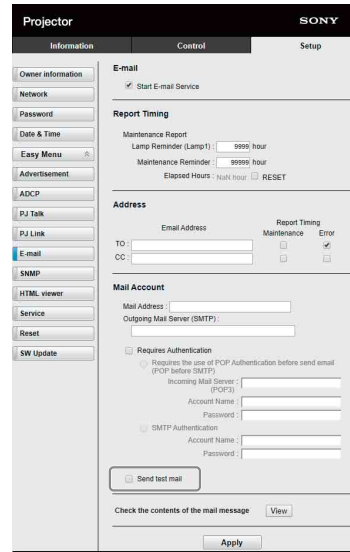 Projector
SONY
Information
Control
Setup
Owner information
Network
Password
Date & Time
Easy Menu
Advertisement
ADCP
PJ Talk
PJ Link
E-mail
SNMP
HTML viewer
Service
Reset
SW Update
E-mail
Start E-mail Service
Report Timing
Maintenance Report
Lamp Reminder (Lamp1) : 9999 hour
Maintenance Reminder : 99999 hour
Elapsed Hours : NaN hour RESET
Address
Email Address
Report Timing
Maintenance Error
TO :
CC :
Mail Account
Mail Address :
Outgoing Mail Server (SMTP) :
Requires Authentication
Requires the use of POP Authentication before send email
(POP before SMTP)
Incoming Mail Server :
(POP3)
Account Name :
Password :
SMTP Authentication
Account Name :
Password :
Send test mail
Check the contents of the mail message View
Apply